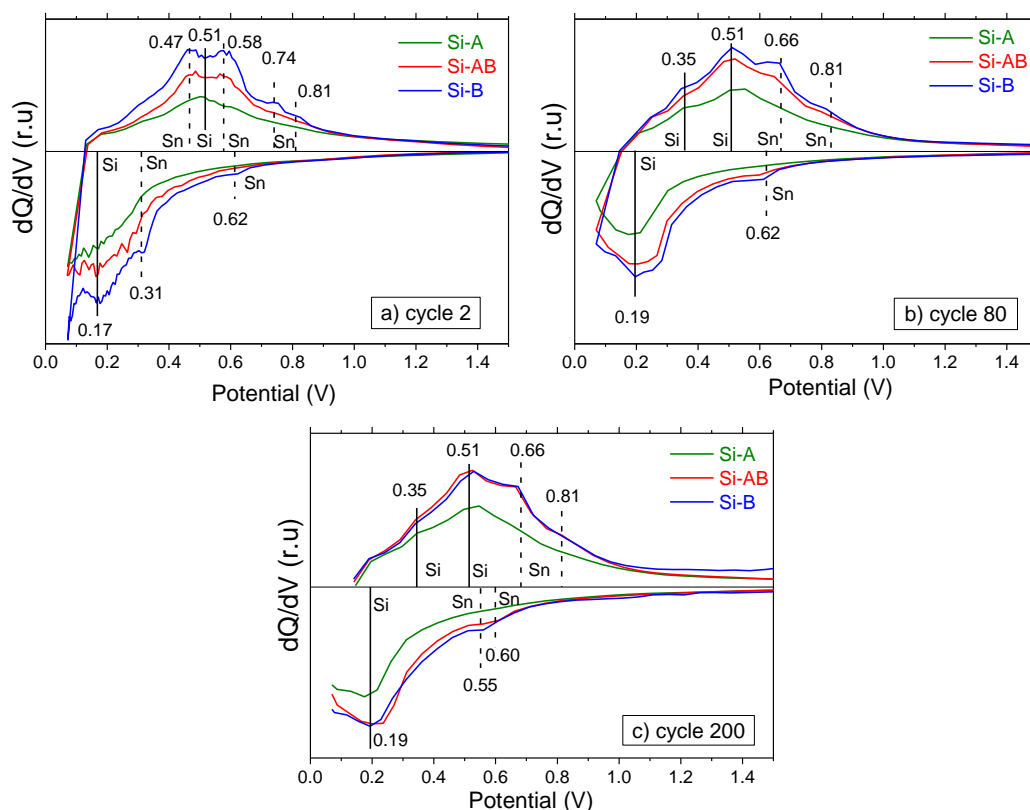 0.47
0.51
0.58
0.74
0.81
Si-A
Si-AB
Si-B
Sn
Si
Sn
Sn
Si
Sn
Sn
0.62
0.31
0.17
a) cycle 2
dQ/dV (r.u)
0.0 0.2 0.4 0.6 0.8 1.0 1.2 1.4
Potential (V)
0.35
0.51
0.66
0.81
Si-A
Si-AB
Si-B
Si
Si
Sn
Sn
Si
Sn
0.62
0.19
b) cycle 80
dQ/dV (r.u)
0.0 0.2 0.4 0.6 0.8 1.0 1.2 1.4
Potential (V)
0.35
0.51
0.66
0.81
Si-A
Si-AB
Si-B
Si
Si
Sn
Si
Sn
Sn
0.60
0.55
0.19
c) cycle 200
dQ/dV (r.u)
0.0 0.2 0.4 0.6 0.8 1.0 1.2 1.4
Potential (V)